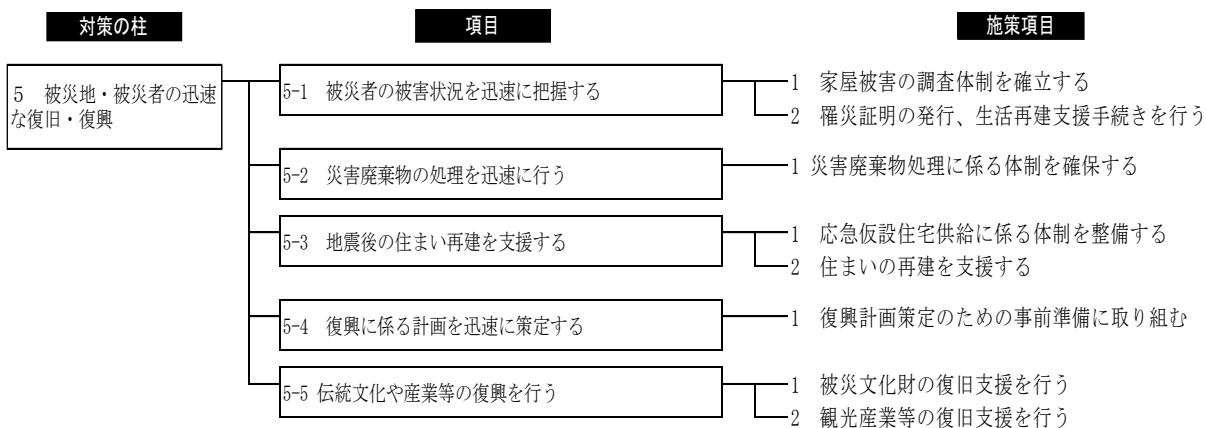 対策の柱
項目
施策項目
5　被災地・被災者の迅速
な復旧・復興
5-1　被災者の被害状況を迅速に把握する
1　家屋被害の調査体制を確立する
2　罹災証明の発行、生活再建支援手続きを行う
5-2　災害廃棄物の処理を迅速に行う
1 災害廃棄物処理に係る体制を確保する
5-3　地震後の住まい再建を支援する
1　応急仮設住宅供給に係る体制を整備する
2　住まいの再建を支援する
5-4　復興に係る計画を迅速に策定する
1　復興計画策定のための事前準備に取り組む
5-5 伝統文化や産業等の復興を行う
1　被災文化財の復旧支援を行う
2　観光産業等の復旧支援を行う